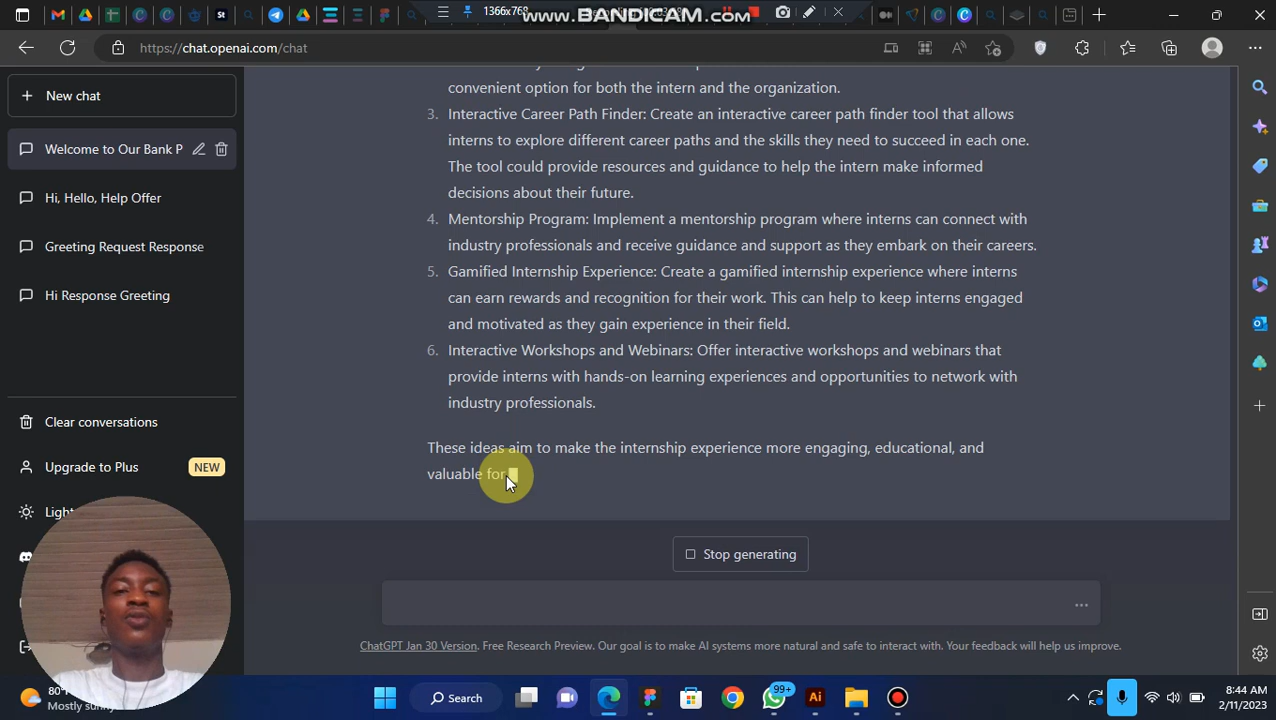 1366x768
www.BANDICAM.com
https://chat.openai.com/chat
New chat
Welcome to Our Bank P
Hi, Hello, Help Offer
Greeting Request Response
Hi Response Greeting
Clear conversations
Upgrade to Plus NEW
Light
convenient option for both the intern and the organization.
3. Interactive Career Path Finder: Create an interactive career path finder tool that allows
interns to explore different career paths and the skills they need to succeed in each one.
The tool could provide resources and guidance to help the intern make informed
decisions about their future.
4. Mentorship Program: Implement a mentorship program where interns can connect with
industry professionals and receive guidance and support as they embark on their careers.
5. Gamified Internship Experience: Create a gamified internship experience where interns
can earn rewards and recognition for their work. This can help to keep interns engaged
and motivated as they gain experience in their field.
6. Interactive Workshops and Webinars: Offer interactive workshops and webinars that
provide interns with hands-on learning experiences and opportunities to network with
industry professionals.
These ideas aim to make the internship experience more engaging, educational, and
valuable for
Stop generating
ChatGPT Jan 30 Version. Free Research Preview. Our goal is to make AI systems more natural and safe to interact with. Your feedback will help us improve.
Mostly sunny
Search
99+
Ai
8:44 AM
2/11/2023